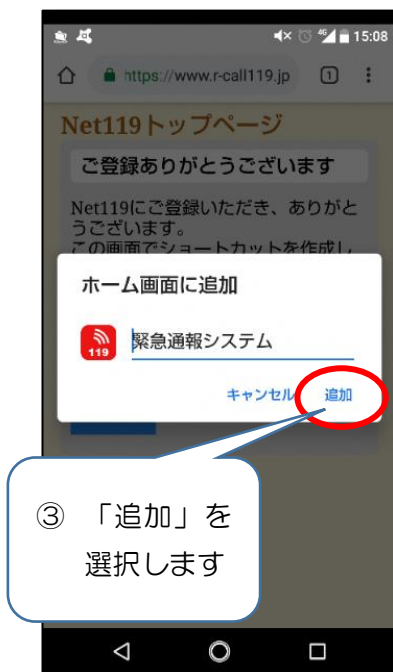 4G 15:08
https://www.r-call119.jp 1
Net119トップページ
ご登録ありがとうございます
Net119にご登録いただき、ありがと
うございます。
この画面でショートカットを作成し
ホーム画面に追加
119
緊急通報システム
キャンセル 追加
③ 「追加」を
選択します